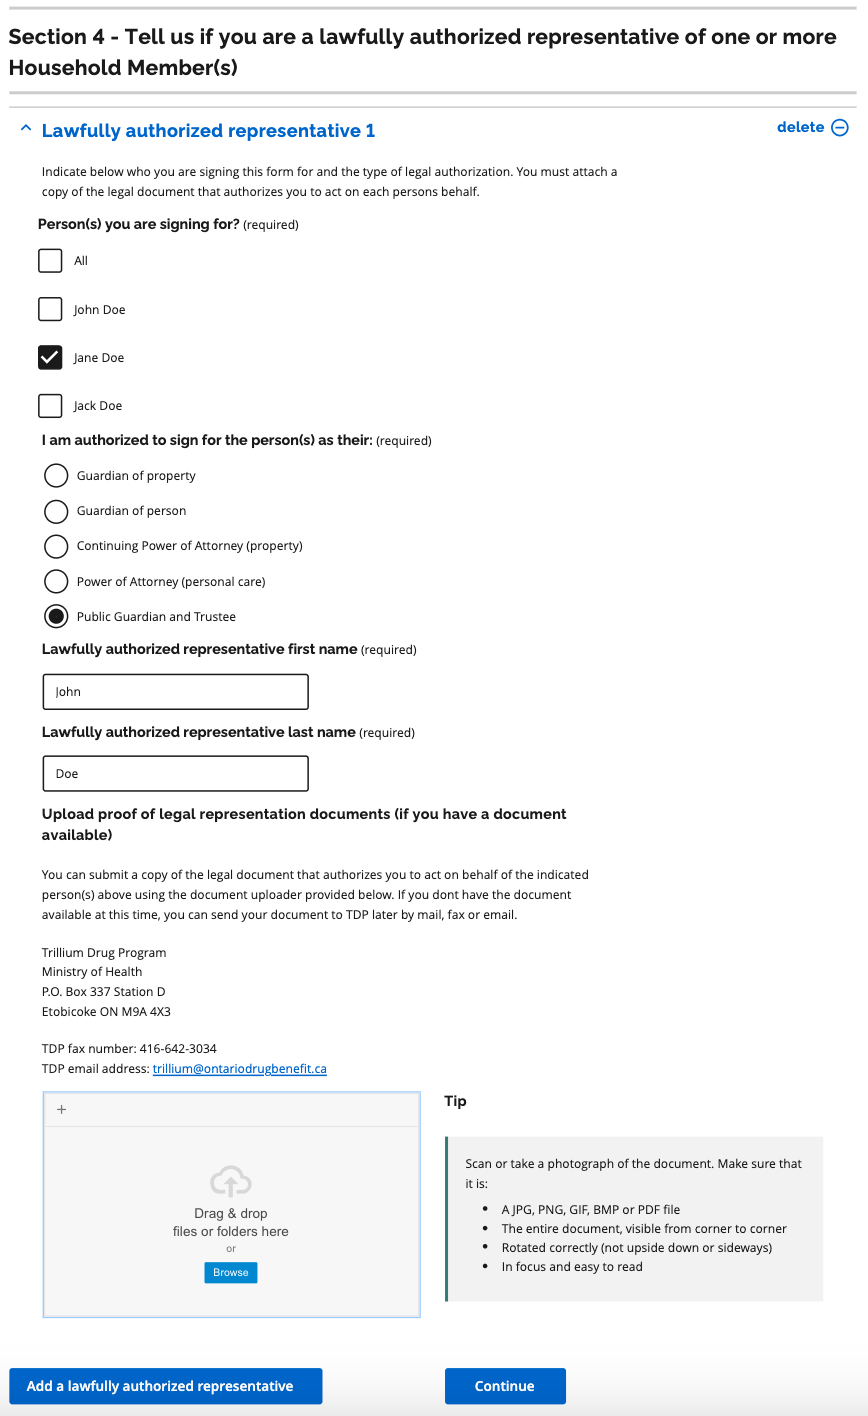 Section 4 - Tell us if you are a lawfully authorized representative of one or more
Household Member(s)
Lawfully authorized representative 1
delete
Indicate below who you are signing this form for and the type of legal authorization. You must attach a
copy of the legal document that authorizes you to act on each persons behalf.
Person(s) you are signing for? (required)
All
John Doe
Jane Doe
Jack Doe
I am authorized to sign for the person(s) as their: (required)
Guardian of property
Guardian of person
Continuing Power of Attorney (property)
Power of Attorney (personal care)
Public Guardian and Trustee
Lawfully authorized representative first name (required)
John
Lawfully authorized representative last name (required)
Doe
Upload proof of legal representation documents (if you have a document
available)
You can submit a copy of the legal document that authorizes you to act on behalf of the indicated
person(s) above using the document uploader provided below. If you dont have the document
available at this time, you can send your document to TDP later by mail, fax or email.
Trillium Drug Program
Ministry of Health
P.O. Box 337 Station D
Etobicoke ON M9A 4X3
TDP fax number: 416-642-3034
TDP email address: trillium@ontariodrugbenefit.ca
+
Drag & drop
files or folders here
or
Browse
Tip
Scan or take a photograph of the document. Make sure that
it is:
• A JPG, PNG, GIF, BMP or PDF file
• The entire document, visible from corner to corner
• Rotated correctly (not upside down or sideways)
• In focus and easy to read
Add a lawfully authorized representative
Continue